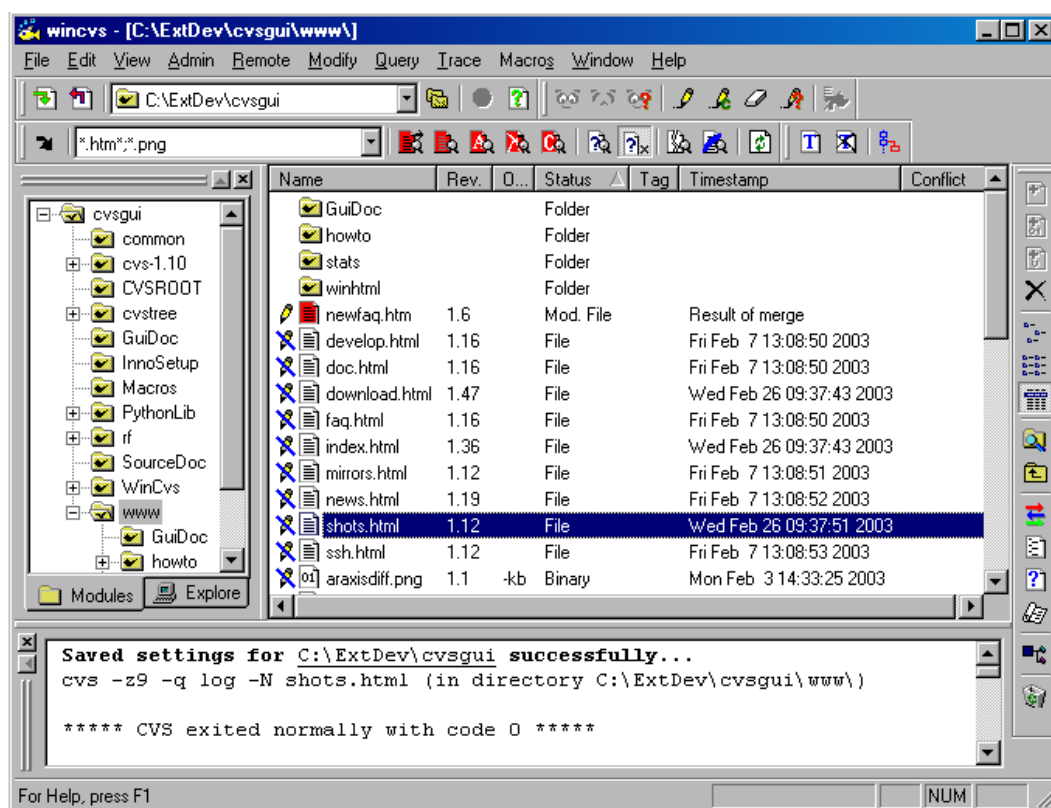 wincvs - [C:\ExtDev\cvsgui\www\]
File Edit View Admin Remote Modify Query Trace Macros Window Help
C:\ExtDev\cvsgui
*.htm*;*.png
Name Rev. O... Status Tag Timestamp Conflict
GuiDoc Folder
howto Folder
stats Folder
winhtml Folder
newfaq.htm 1.6 Mod. File Result of merge
develop.html 1.16 File Fri Feb 7 13:08:50 2003
doc.html 1.16 File Fri Feb 7 13:08:50 2003
download.html 1.47 File Wed Feb 26 09:37:43 2003
faq.html 1.16 File Fri Feb 7 13:08:50 2003
index.html 1.36 File Wed Feb 26 09:37:43 2003
mirrors.html 1.12 File Fri Feb 7 13:08:51 2003
news.html 1.19 File Fri Feb 7 13:08:52 2003
shots.html 1.12 File Wed Feb 26 09:37:51 2003
ssh.html 1.12 File Fri Feb 7 13:08:53 2003
araxisdiff.png 1.1 -kb Binary Mon Feb 3 14:33:25 2003
cvsgui
common
cvs-1.10
CVSROOT
cvstree
GuiDoc
InnoSetup
Macros
PythonLib
rf
SourceDoc
WinCvs
www
GuiDoc
howto
Modules Explore
Saved settings for C:\ExtDev\cvsgui successfully...
cvs -z9 -q log -N shots.html (in directory C:\ExtDev\cvsgui\www\)
***** CVS exited normally with code 0 *****
For Help, press F1 NUM